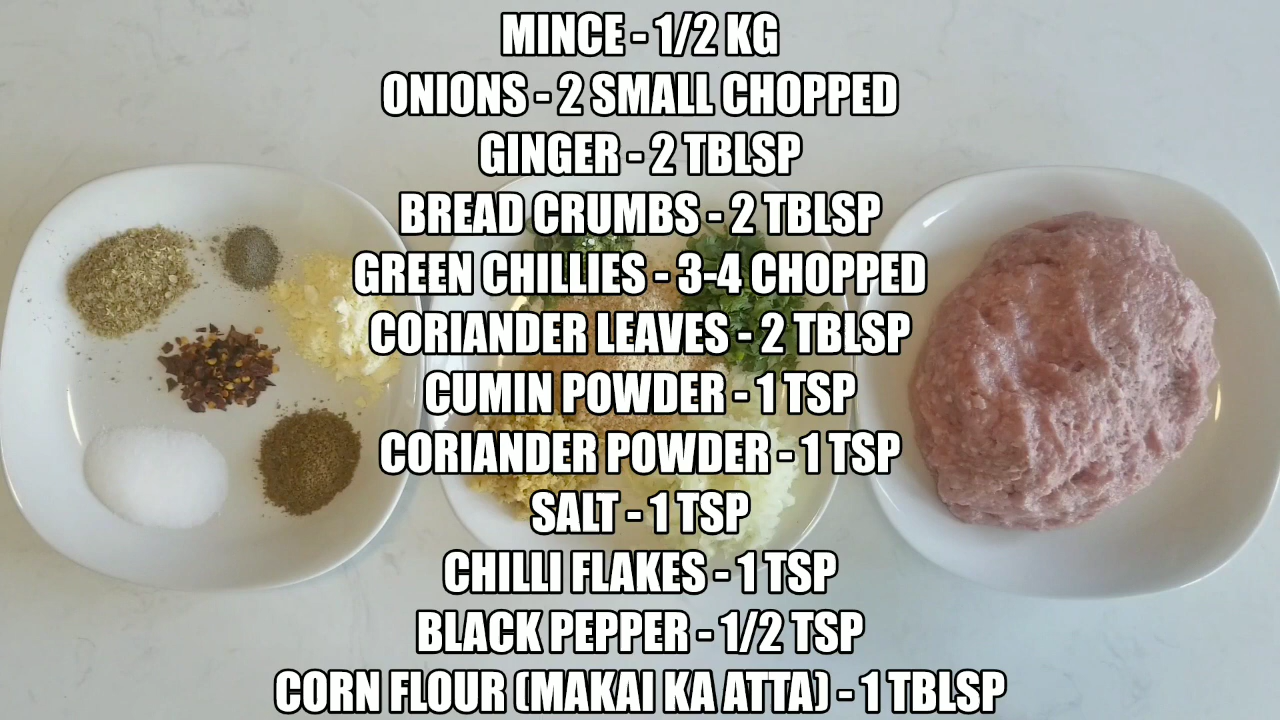 MINCE - 1/2 KG
ONIONS - 2 SMALL CHOPPED
GINGER - 2 TBLSP
BREAD CRUMBS - 2 TBLSP
GREEN CHILLIES - 3-4 CHOPPED
CORIANDER LEAVES - 2 TBLSP
CUMIN POWDER - 1 TSP
CORIANDER POWDER - 1 TSP
SALT - 1 TSP
CHILLI FLAKES - 1 TSP
BLACK PEPPER - 1/2 TSP
CORN FLOUR (MAKAI KA ATTA) - 1 TBLSP